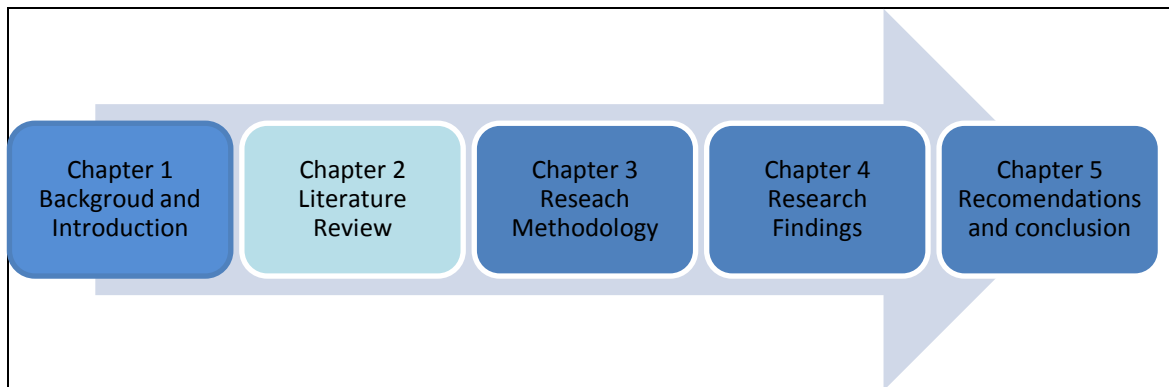 Chapter 1
Backgroud and
Introduction
Chapter 2
Literature
Review
Chapter 3
Reseach
Methodology
Chapter 4
Research
Findings
Chapter 5
Recomendations
and conclusion